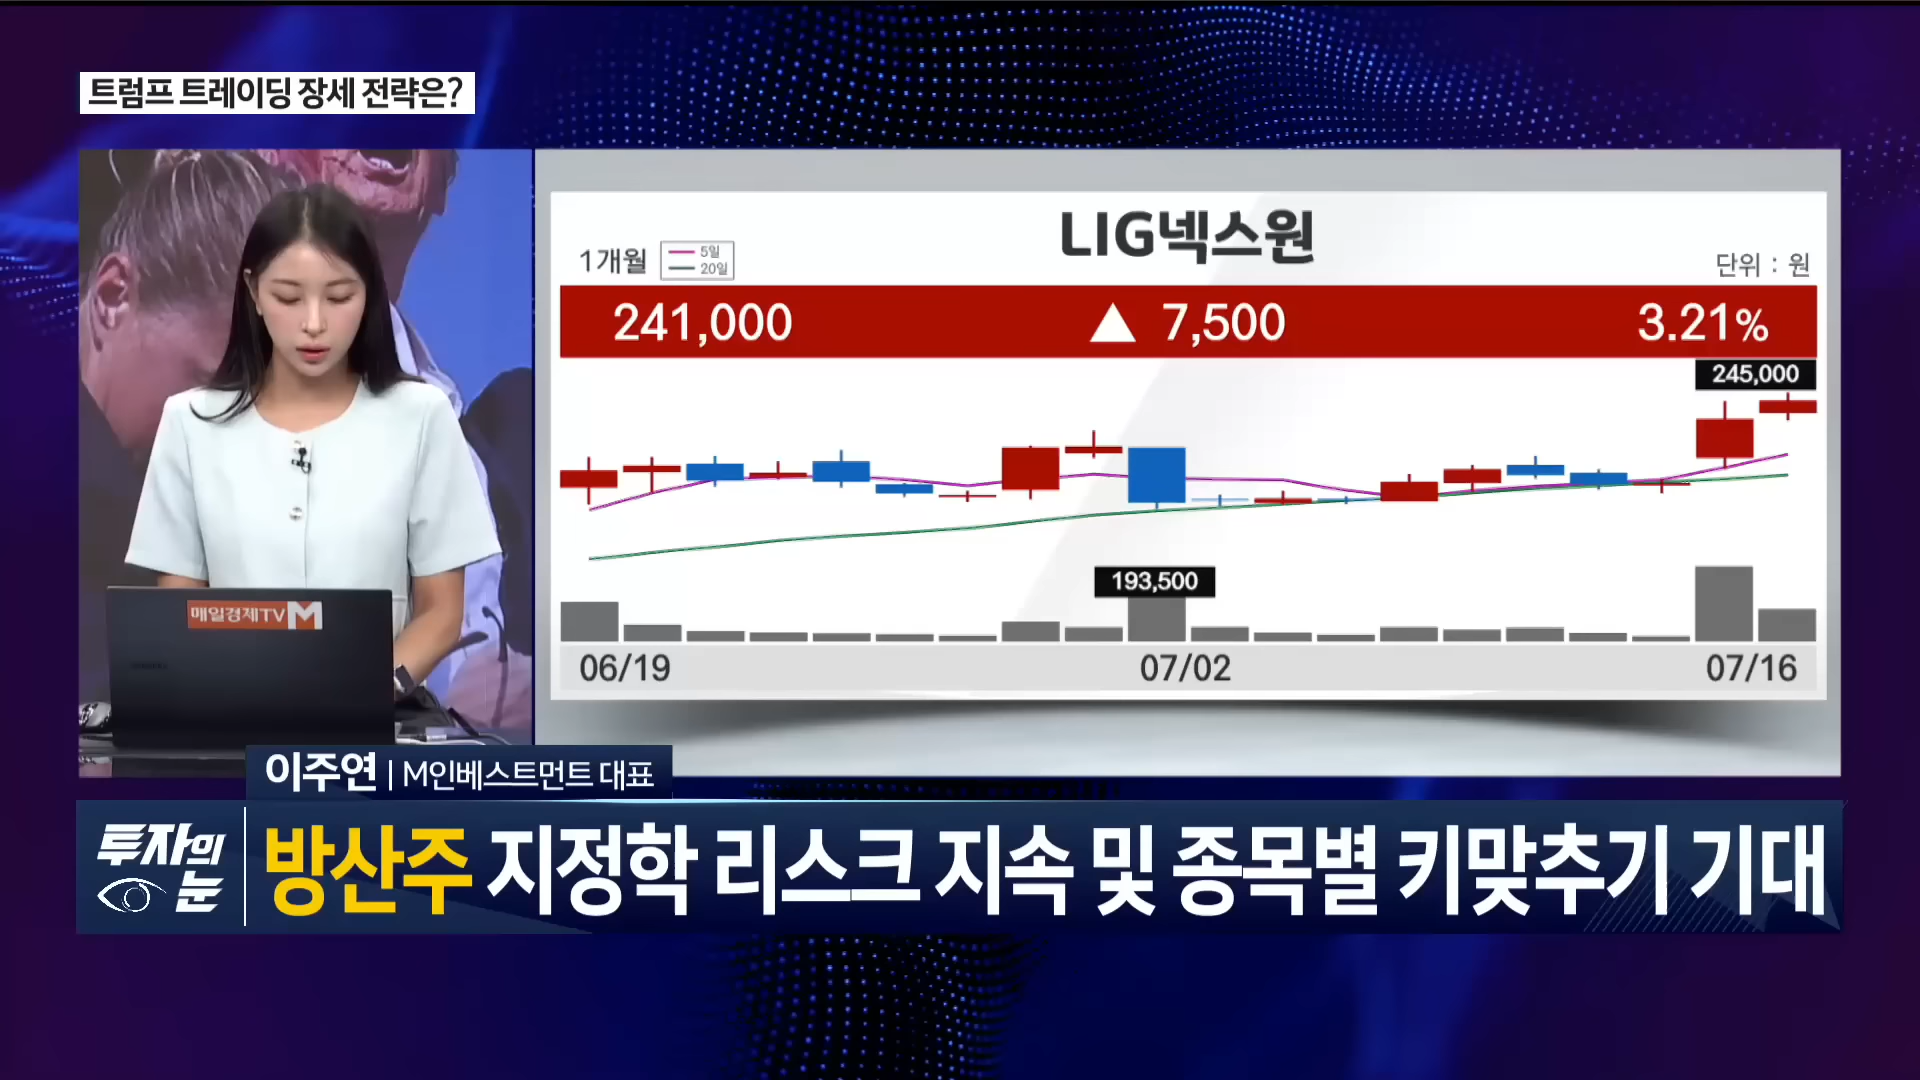 트럼프 트레이딩 장세 전략은?
LIG넥스원
1개월
5일
20일
단위 : 원
241,000 ▲ 7,500 3.21%
245,000
193,500
06/19 07/02 07/16
매일경제TV M
이주연 | M인베스트먼트 대표
투자의
눈
방산주 지정학 리스크 지속 및 종목별 키맞추기 기대